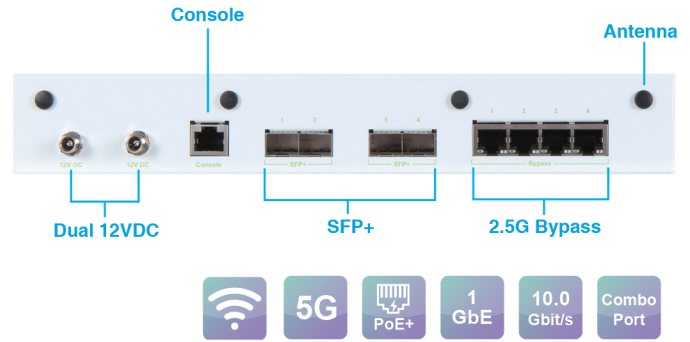 Console
Antenna
1 2 3 4 1 2 3 4
12V DC 12V DC Console SFP+ SFP+ Bypass
Dual 12VDC SFP+ 2.5G Bypass
5G
PoE+
1
GbE
10.0
Gbit/s
Combo
Port